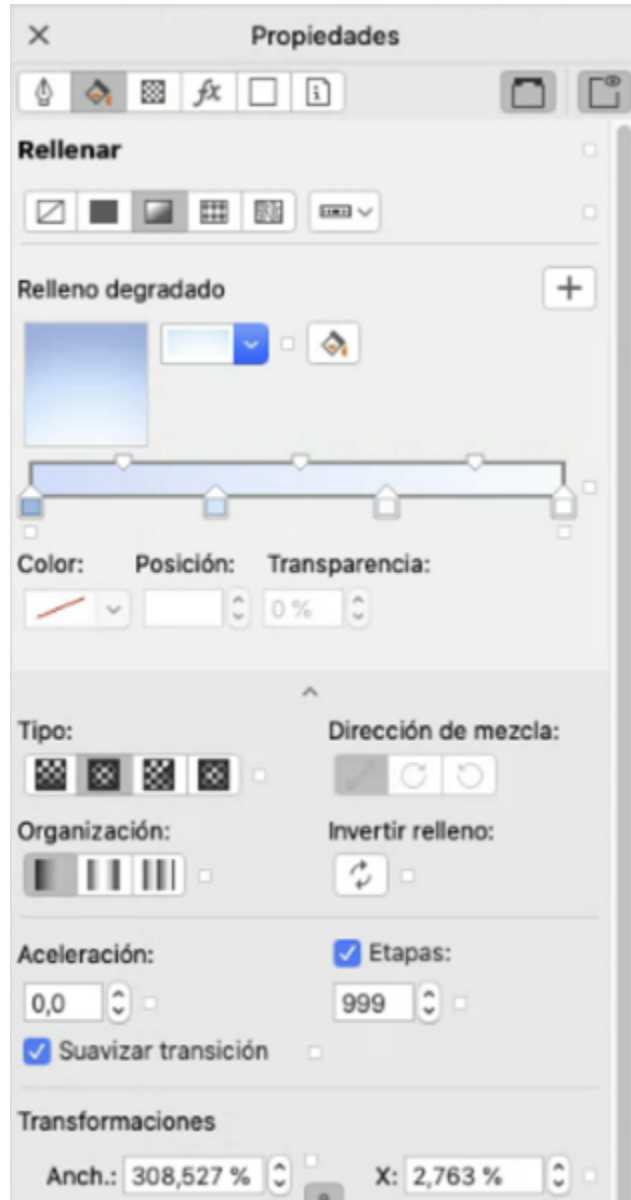 Propiedades
Rellenar
Relleno degradado
Color: Posición: Transparencia:
0 %
Tipo: Dirección de mezcla:
Organización: Invertir relleno:
Aceleración: Etapas:
0,0 999
Suavizar transición
Transformaciones
Anch.: 308,527 % X: 2,763 %